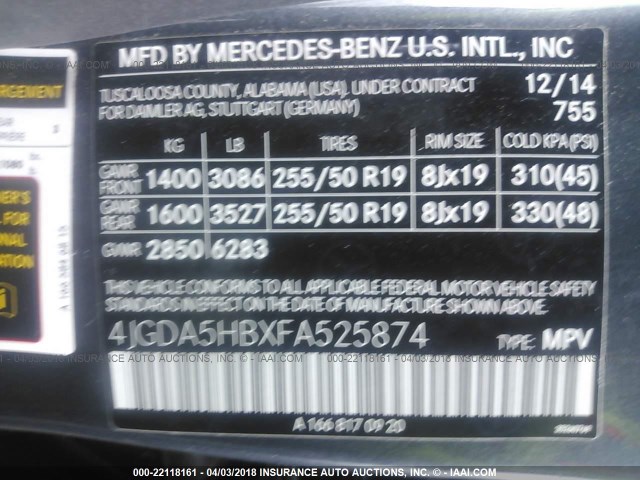 MFD BY MERCEDES-BENZ U.S. INTL., INC
TUSCALOOSA COUNTY, ALABAMA (USA), UNDER CONTRACT 12/14
FOR DAIMLER AG, STUTTGART (GERMANY) 755
KG LB TIRES RIM SIZE COLD KPA(PSI)
GAWR FRONT 1400 3086 255/50 R19 8Jx19 310(45)
GAWR REAR 1600 3527 255/50 R19 8Jx19 330(48)
GVWR 2850 6283
THIS VEHICLE CONFORMS TO ALL APPLICABLE FEDERAL MOTOR VEHICLE SAFETY
STANDARDS IN EFFECT ON THE DATE OF MANUFACTURE SHOWN ABOVE.
4JGDA5HBXFA525874 TYPE: MPV
A 166 817 09 20
000-22118161 - 04/03/2018 - INSURANCE AUTO AUCTIONS - © IAAI.COM